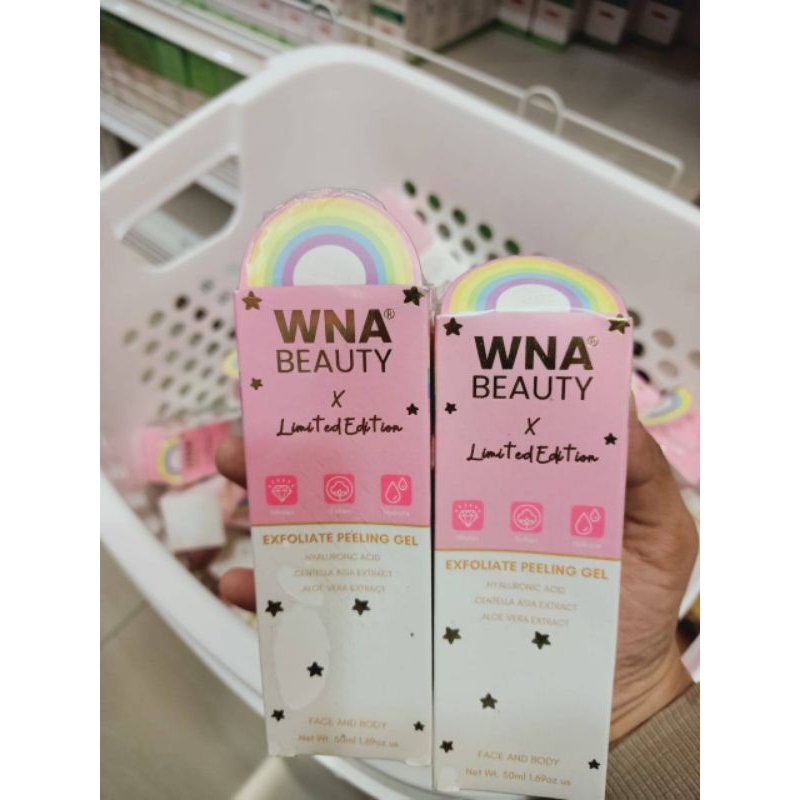 WNA®
BEAUTY
X
Limited Edition
EXFOLIATE PEELING GEL
HYALURONIC ACID
CENTELLA ASIA EXTRACT
ALOE VERA EXTRACT
FACE AND BODY
Net Wt. 50ml 1.69oz us
WNA®
BEAUTY
X
Limited Edition
EXFOLIATE PEELING GEL
HYALURONIC ACID
CENTELLA ASIA EXTRACT
ALOE VERA EXTRACT
FACE AND BODY
Net Wt. 50ml 1.69oz us